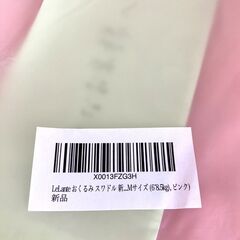 X0013FZG3H
LeLante おくるみ スワドル 新...Mサイズ (6'8.5kg), ピンク)
新品